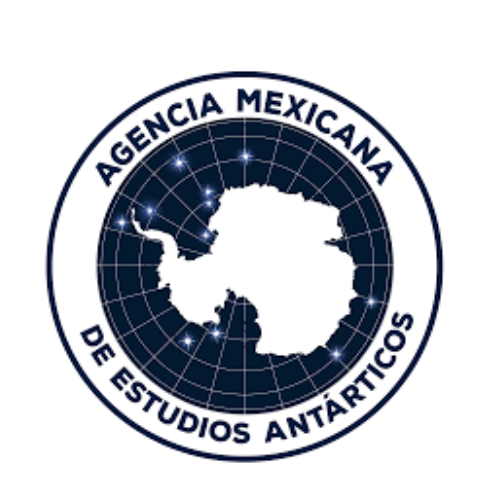 AGENCIA MEXICANA
DE ESTUDIOS ANTÁRTICOS